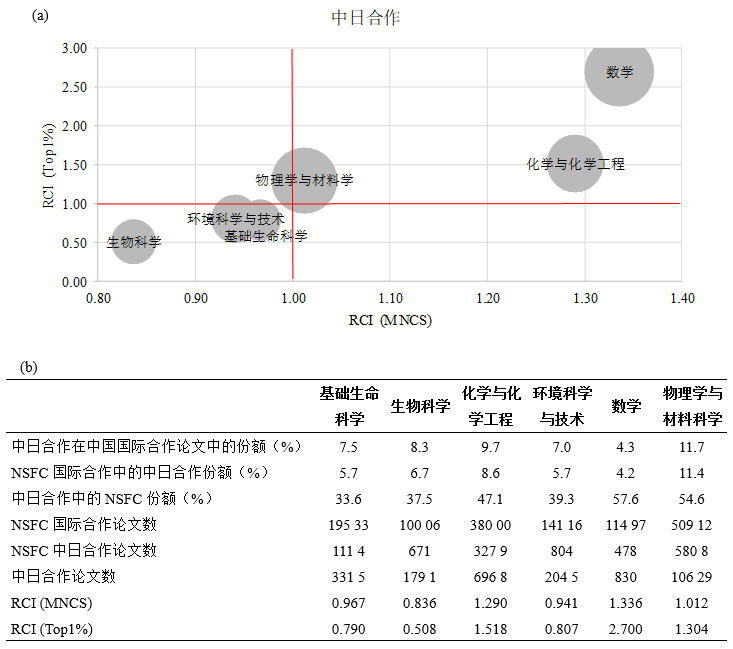 (a)
中日合作
3.00
2.50
2.00
1.50
1.00
0.50
0.00
RCI (Top1%)
数学
化学与化学工程
物理学与材料学
环境科学与技术
基础生命科学
生物科学
0.80 0.90 1.00 1.10 1.20 1.30 1.40
RCI (MNCS)
(b)
基础生命科学 生物科学 化学与化学工程 环境科学与技术 数学 物理学与材料科学
中日合作在中国国际合作论文中的份额（%） 7.5 8.3 9.7 7.0 4.3 11.7
NSFC 国际合作中的中日合作份额（%） 5.7 6.7 8.6 5.7 4.2 11.4
中日合作中的 NSFC 份额（%） 33.6 37.5 47.1 39.3 57.6 54.6
NSFC 国际合作论文数 195 33 100 06 380 00 141 16 114 97 509 12
NSFC 中日合作论文数 111 4 671 327 9 804 478 580 8
中日合作论文数 331 5 179 1 696 8 204 5 830 106 29
RCI (MNCS) 0.967 0.836 1.290 0.941 1.336 1.012
RCI (Top1%) 0.790 0.508 1.518 0.807 2.700 1.304